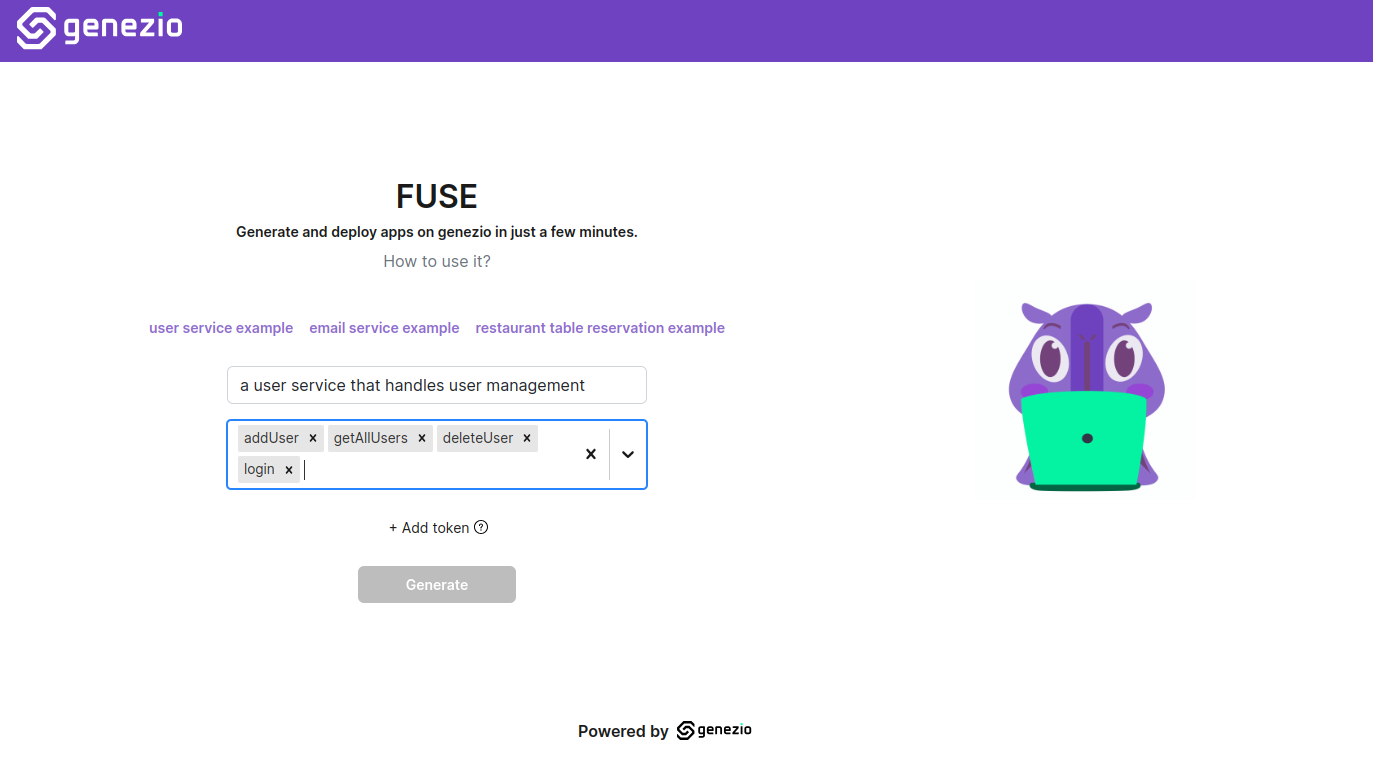 genezio
FUSE
Generate and deploy apps on genezio in just a few minutes.
How to use it?
user service example email service example restaurant table reservation example
a user service that handles user management
addUser × getAllUsers × deleteUser ×
login ×
+ Add token ?
Generate
Powered by genezio